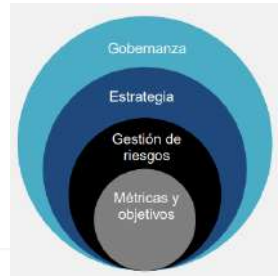 Gobernanza
Estrategia
Gestión de
riesgos
Métricas y
objetivos